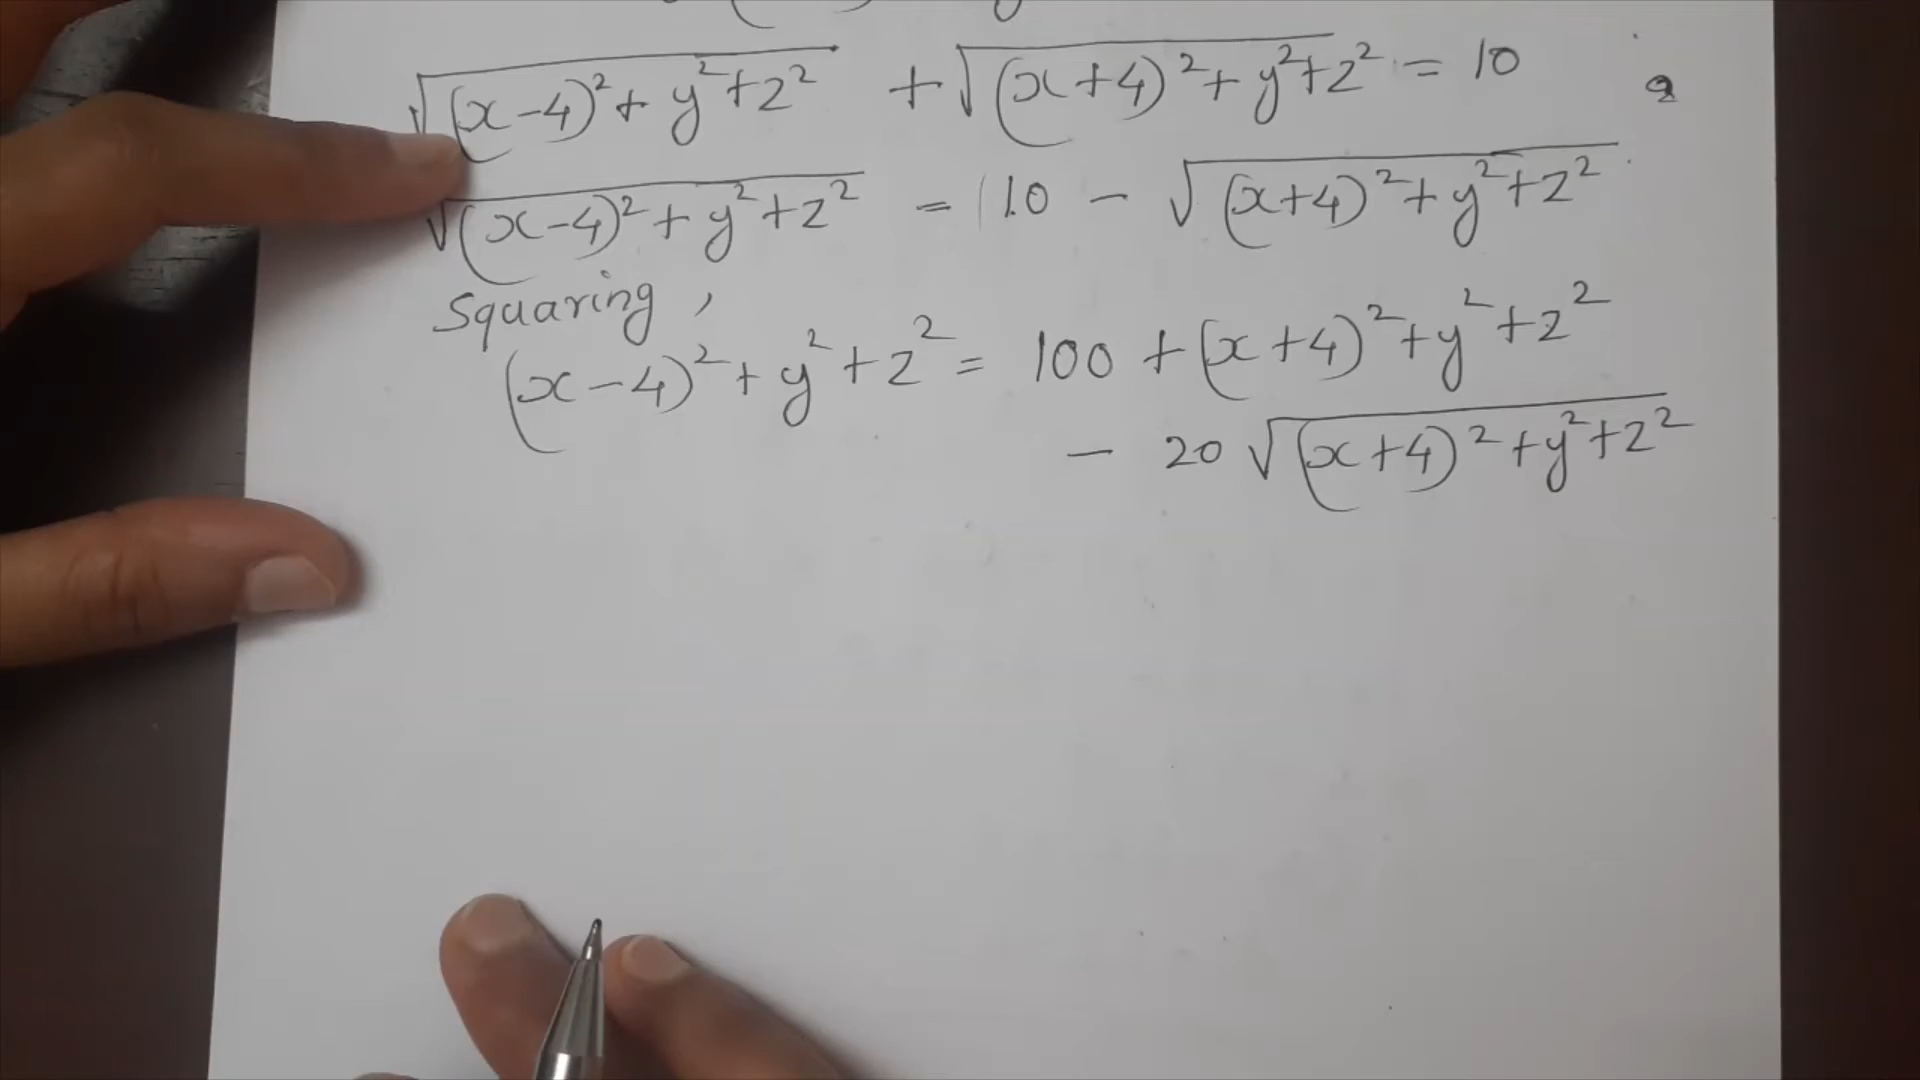 √(x-4)²+y²+z² + √(x+4)²+y²+z² = 10
√(x-4)²+y²+z² = 10 - √(x+4)²+y²+z²
Squaring,
(x-4)²+y²+z² = 100+(x+4)²+y²+z²
- 20√(x+4)²+y²+z²